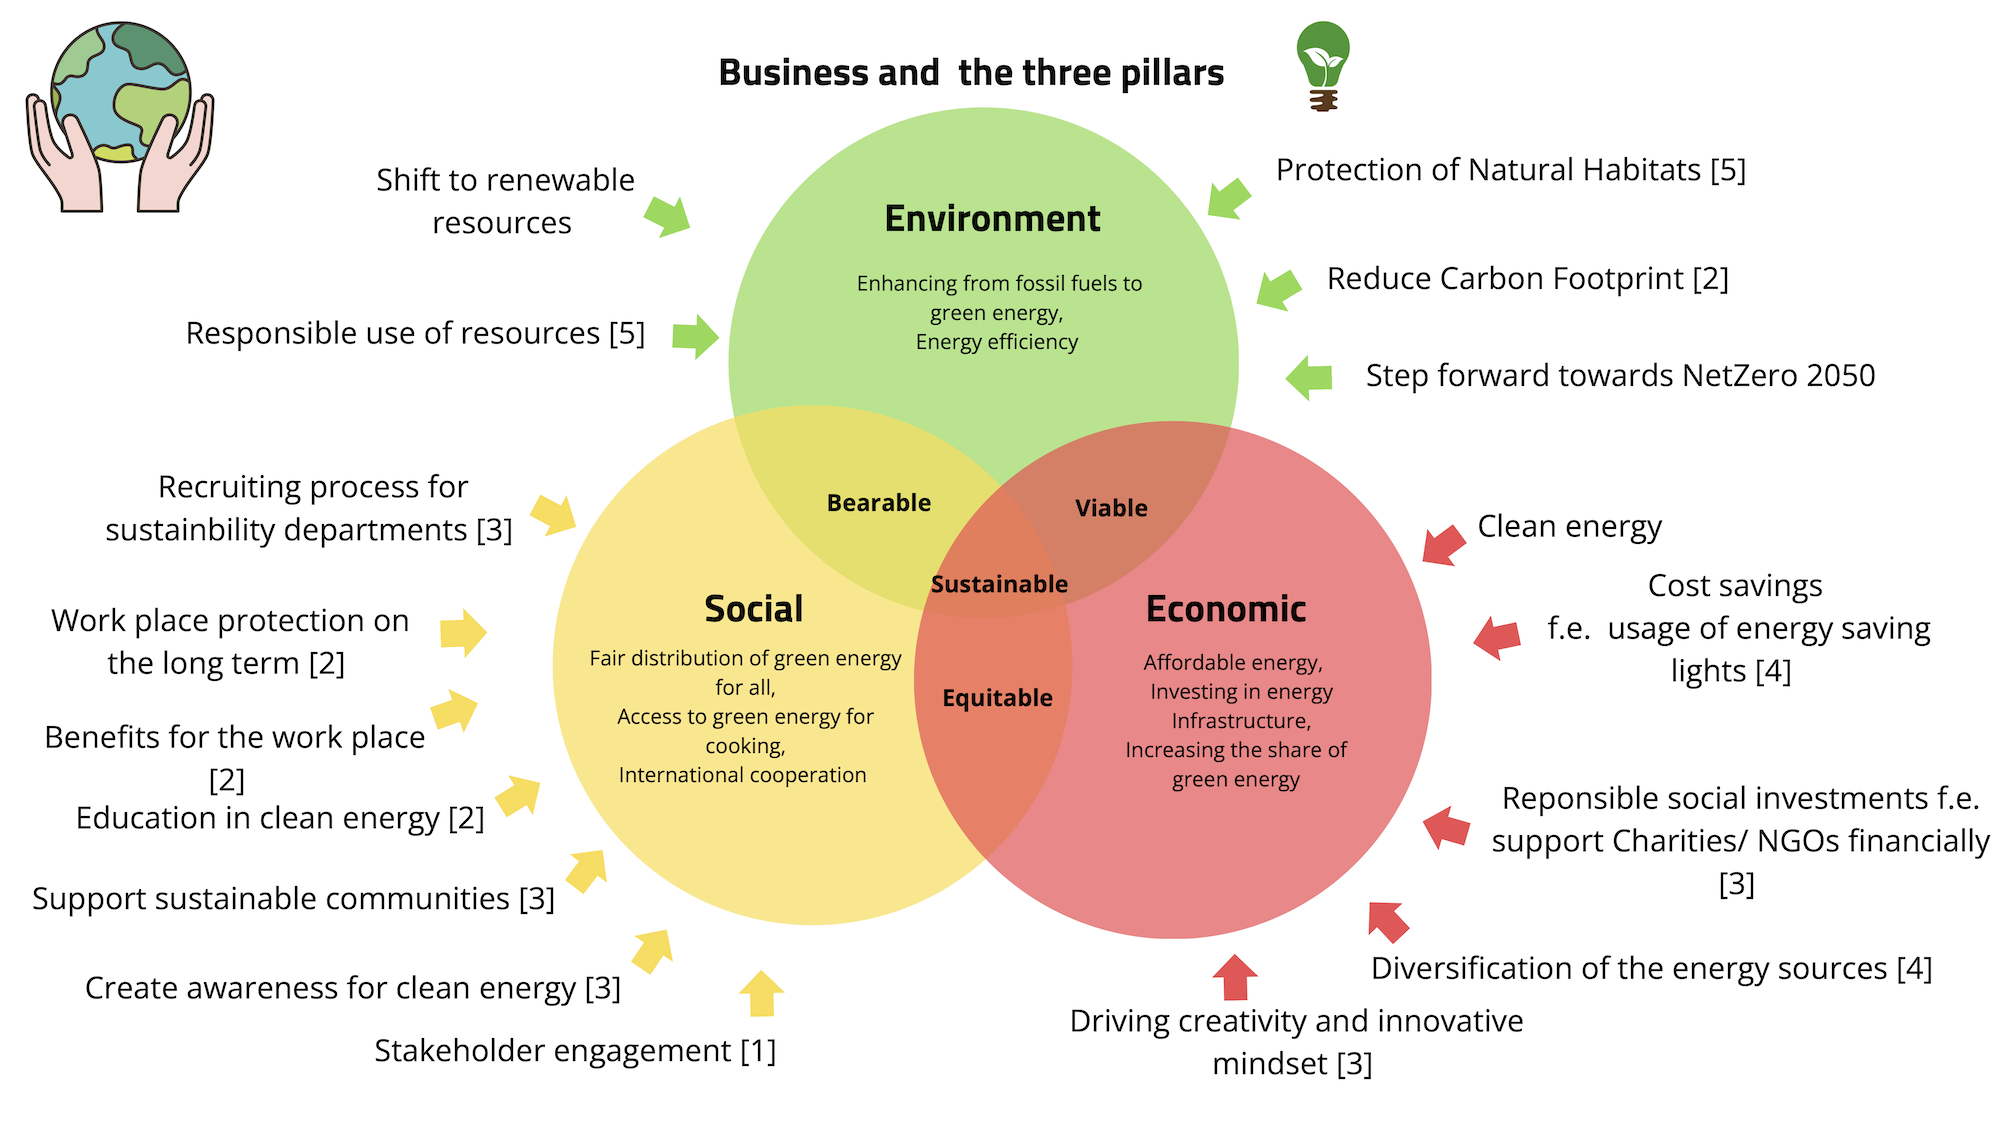 Business and  the three pillars
Shift to renewable
resources
Responsible use of resources [5]
Protection of Natural Habitats [5]
Reduce Carbon Footprint [2]
Step forward towards NetZero 2050
Environment
Enhancing from fossil fuels to
green energy,
Energy efficiency
Bearable
Viable
Sustainable
Equitable
Recruiting process for
sustainbility departments [3]
Work place protection on
the long term [2]
Benefits for the work place
[2]
Education in clean energy [2]
Support sustainable communities [3]
Create awareness for clean energy [3]
Stakeholder engagement [1]
Social
Fair distribution of green energy
for all,
Access to green energy for
cooking,
International cooperation
Economic
Affordable energy,
Investing in energy
Infrastructure,
Increasing the share of
green energy
Clean energy
Cost savings
f.e.  usage of energy saving
lights [4]
Reponsible social investments f.e.
support Charities/ NGOs financially
[3]
Diversification of the energy sources [4]
Driving creativity and innovative
mindset [3]